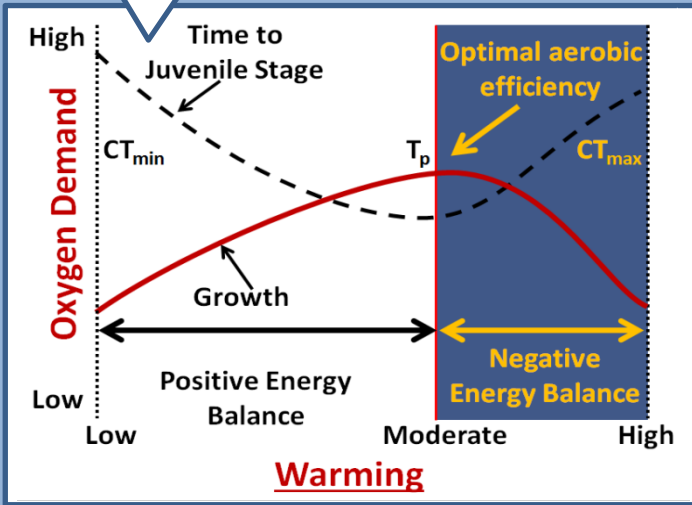 High
Time to
Juvenile Stage
Optimal aerobic
efficiency
Oxygen Demand
CTmin
Tp
CTmax
Growth
Positive Energy
Balance
Negative
Energy Balance
Low
Low
Moderate
High
Warming